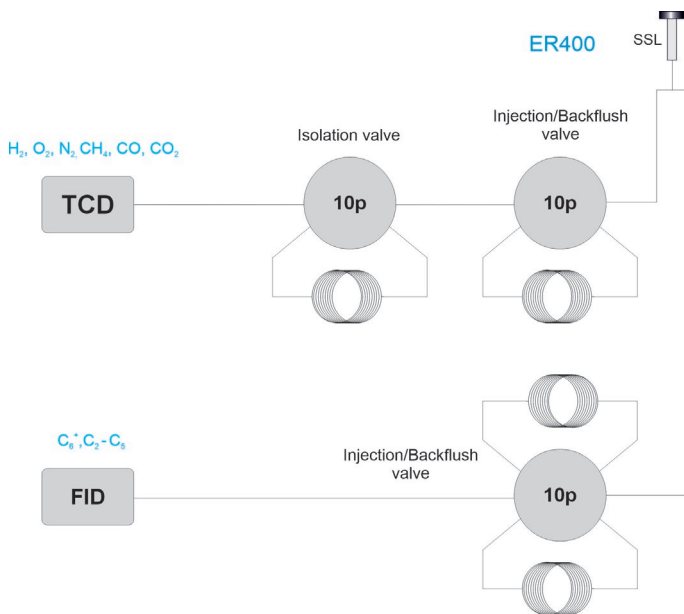 ER400
SSL
Injection/Backflush
valve
Isolation valve
H₂, O₂, N₂, CH₄, CO, CO₂
TCD
10p
10p
C₆*,C₂-C₅
Injection/Backflush
valve
FID
10p